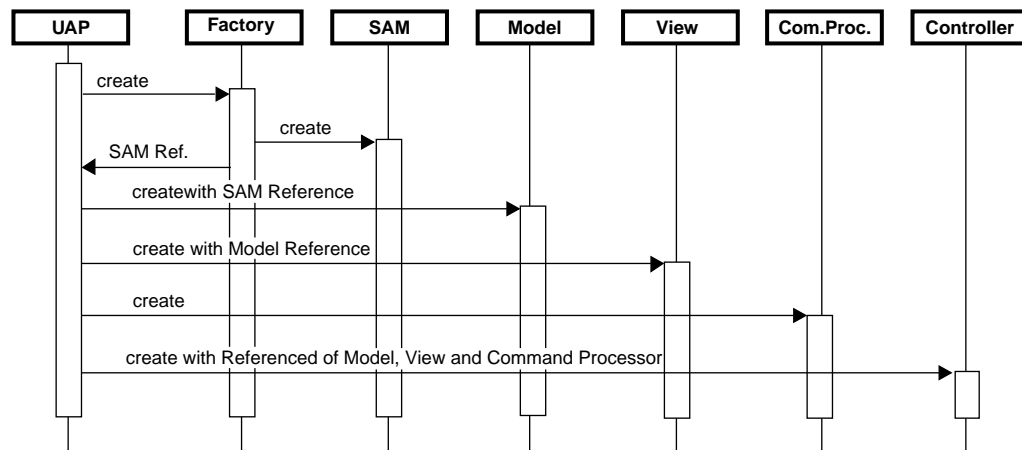 UAP
Factory
SAM
Model
View
Com.Proc.
Controller
create
create
SAM Ref.
createwith SAM Reference
create with Model Reference
create
create with Referenced of Model, View and Command Processor